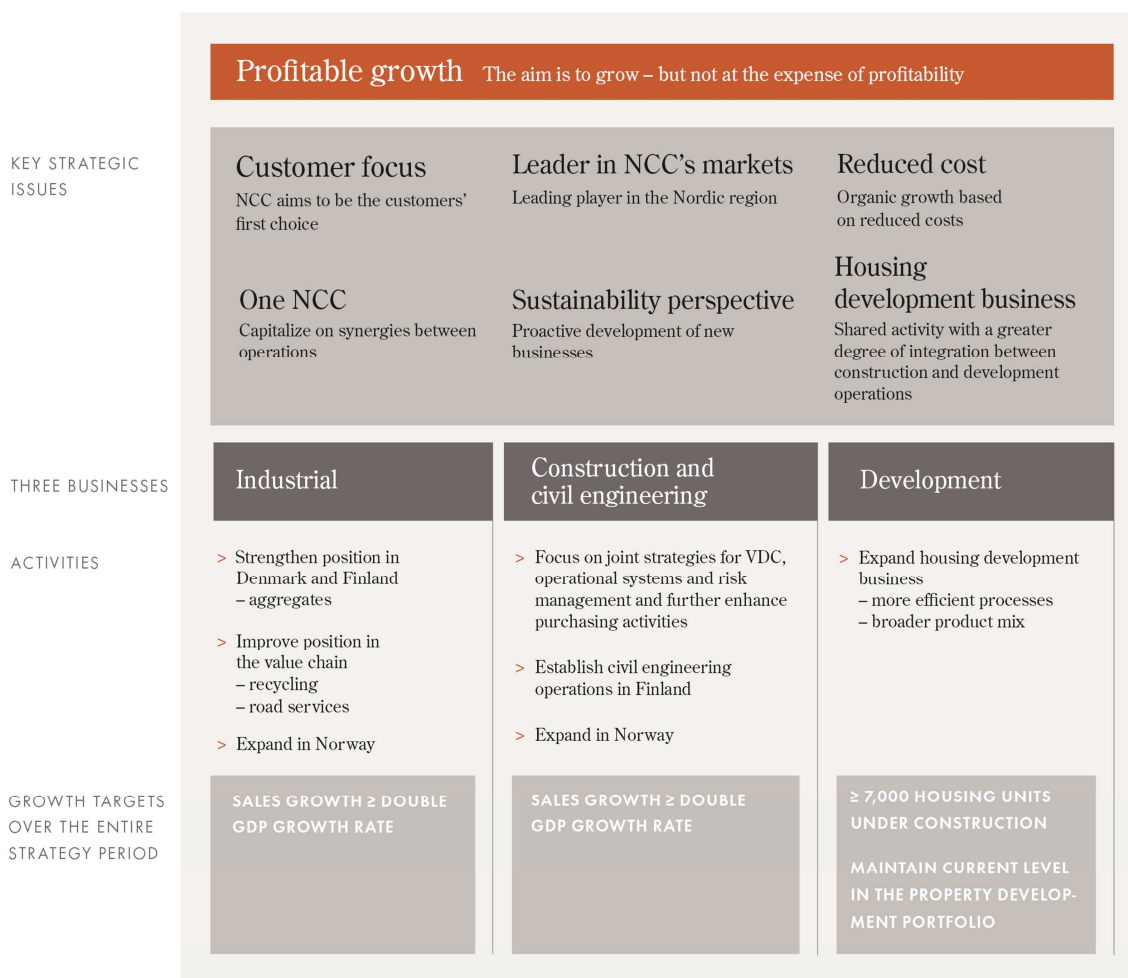 Profitable growth The aim is to grow – but not at the expense of profitability
KEY STRATEGIC
ISSUES
Customer focus
NCC aims to be the customers’
first choice
Leader in NCC’s markets
Leading player in the Nordic region
Reduced cost
Organic growth based
on reduced costs
One NCC
Capitalize on synergies between
operations
Sustainability perspective
Proactive development of new
businesses
Housing
development business
Shared activity with a greater
degree of integration between
construction and development
operations
THREE BUSINESSES
Industrial
Construction and
civil engineering
Development
ACTIVITIES
> Strengthen position in
Denmark and Finland
– aggregates
> Improve position in
the value chain
– recycling
– road services
> Expand in Norway
> Focus on joint strategies for VDC,
operational systems and risk
management and further enhance
purchasing activities
> Establish civil engineering
operations in Finland
> Expand in Norway
> Expand housing development
business
– more efficient processes
– broader product mix
GROWTH TARGETS
OVER THE ENTIRE
STRATEGY PERIOD
SALES GROWTH ≥ DOUBLE
GDP GROWTH RATE
SALES GROWTH ≥ DOUBLE
GDP GROWTH RATE
≥ 7,000 HOUSING UNITS
UNDER CONSTRUCTION
MAINTAIN CURRENT LEVEL
IN THE PROPERTY DEVELOP-
MENT PORTFOLIO